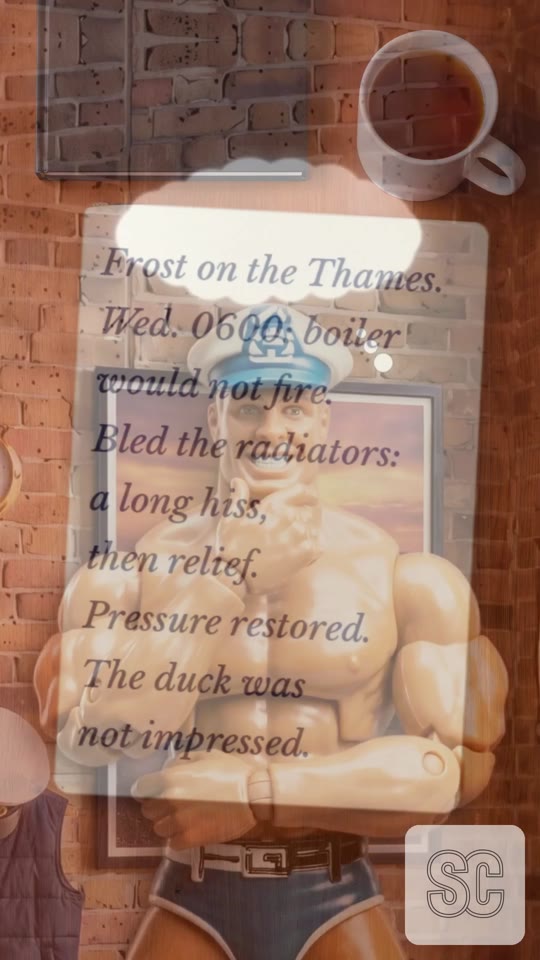 Frost on the Thames.
Wed. 0600: boiler
would not fire.
Bled the radiators:
a long hiss,
then relief.
Pressure restored.
The duck was
not impressed.
SC